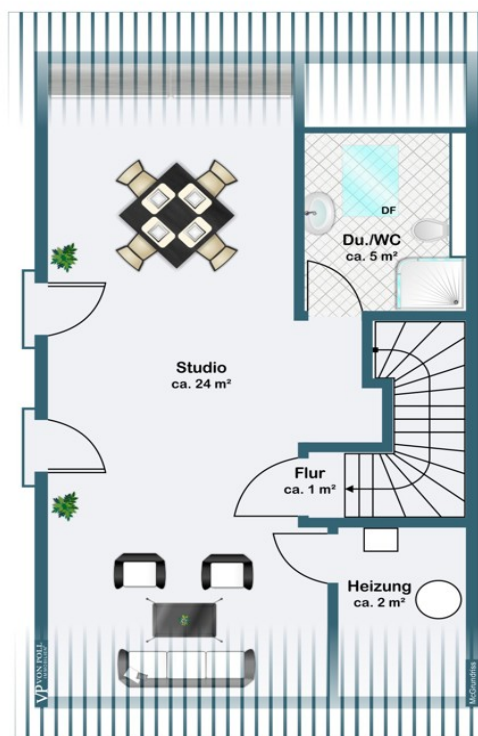 DF
Du./WC
ca. 5 m²
Studio
ca. 24 m²
Flur
ca. 1 m²
Heizung
ca. 2 m²
VP VON POLL
McGrundriss